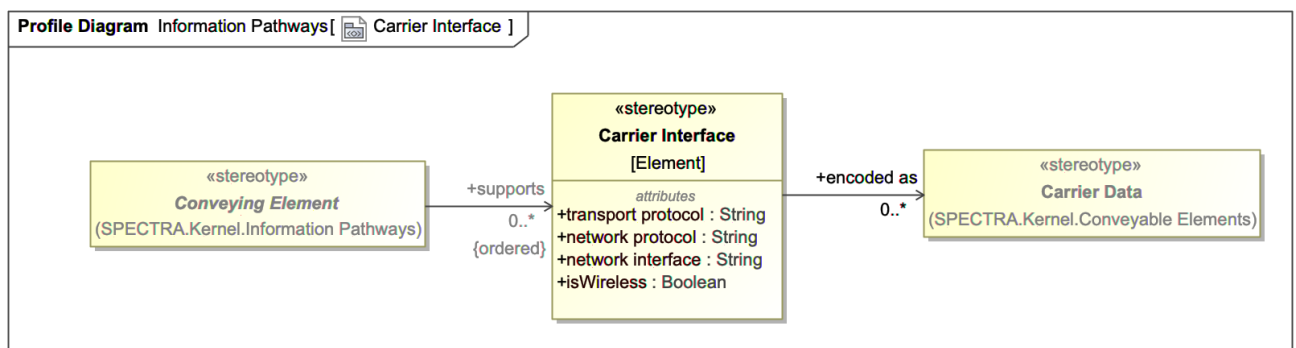 Profile Diagram Information Pathways[ Carrier Interface ]
«stereotype»
Conveying Element
(SPECTRA.Kernel.Information Pathways)
+supports
0..*
{ordered}
«stereotype»
Carrier Interface
[Element]
attributes
+transport protocol : String
+network protocol : String
+network interface : String
+isWireless : Boolean
+encoded as
0..*
«stereotype»
Carrier Data
(SPECTRA.Kernel.Conveyable Elements)